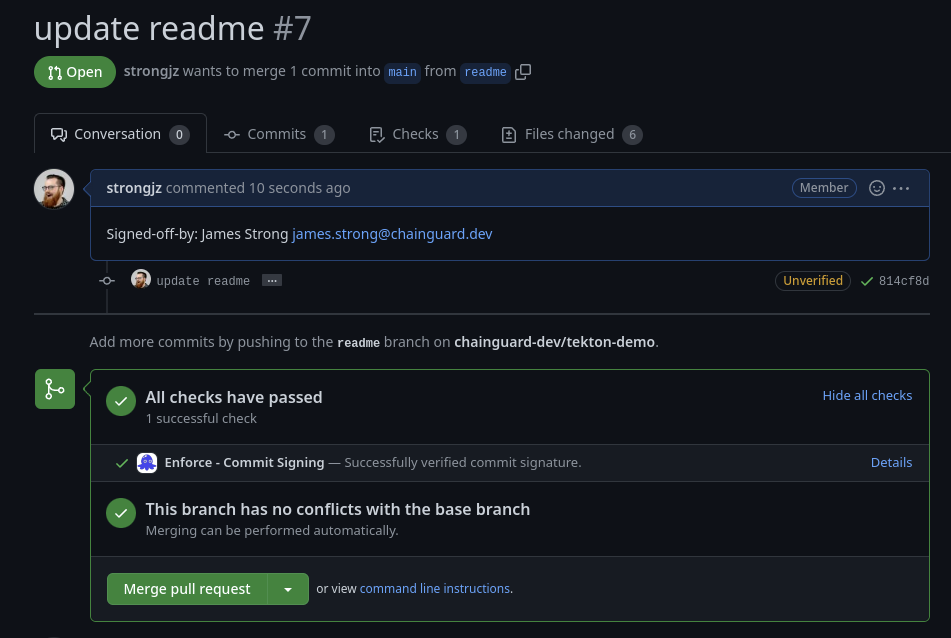 update readme #7
Open strongjz wants to merge 1 commit into main from readme
Conversation 0 Commits 1 Checks 1 Files changed 6
strongjz commented 10 seconds ago Member
Signed-off-by: James Strong james.strong@chainguard.dev
update readme ... Unverified 814cf8d
Add more commits by pushing to the readme branch on chainguard-dev/tekton-demo.
All checks have passed Hide all checks
1 successful check
Enforce - Commit Signing — Successfully verified commit signature. Details
This branch has no conflicts with the base branch
Merging can be performed automatically.
Merge pull request or view command line instructions.